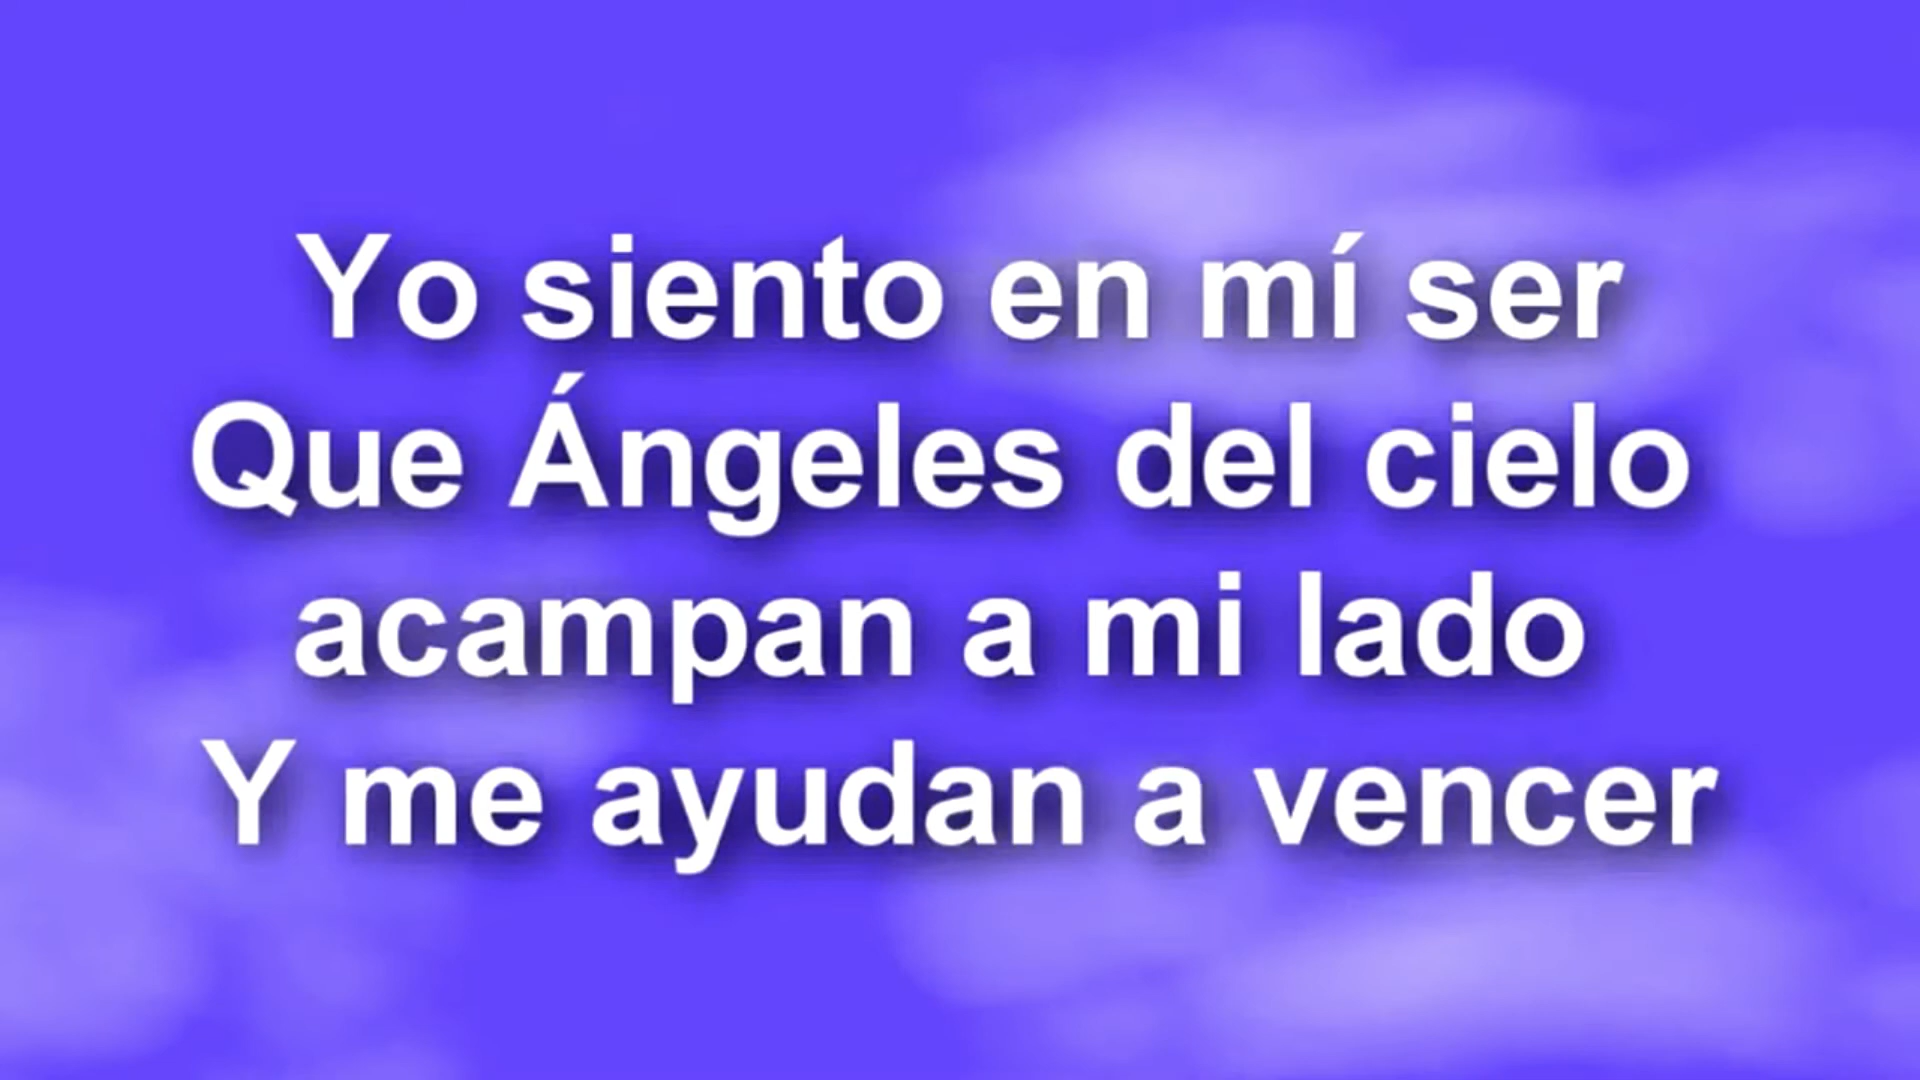 Yo siento en mí ser
Que Ángeles del cielo
acampan a mi lado
Y me ayudan a vencer